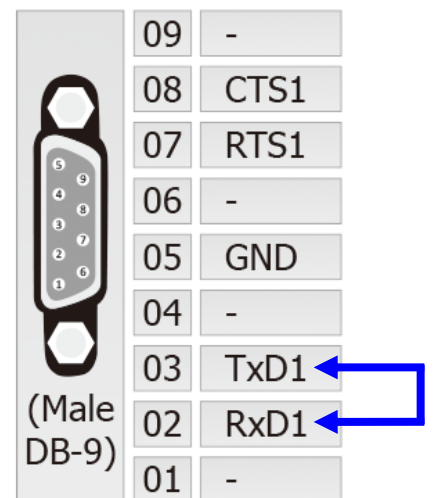 09 -
08 CTS1
07 RTS1
06 -
05 GND
04 -
03 TxD1
02 RxD1
01 -
5
9
4
8
3
7
2
6
1
(Male
DB-9)